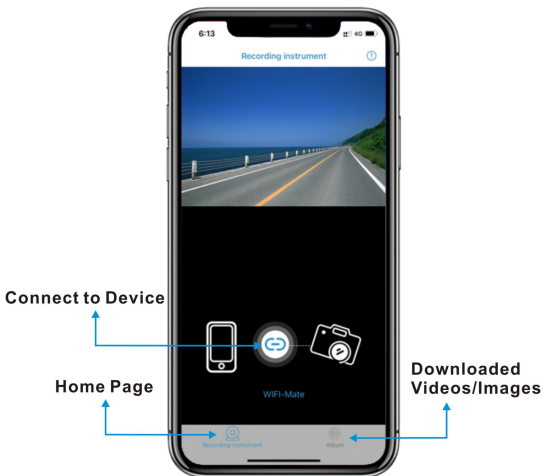 6:13 4G
Recording instrument
Connect to Device
WIFI-Mate
Home Page
Downloaded
Videos/Images
Recording instrument
Album